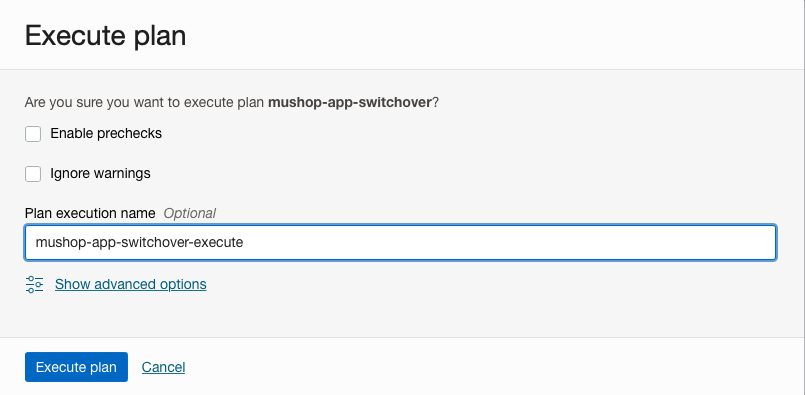 Execute plan
Are you sure you want to execute plan mushop-app-switchover?
Enable prechecks
Ignore warnings
Plan execution name Optional
mushop-app-switchover-execute
Show advanced options
Execute plan Cancel